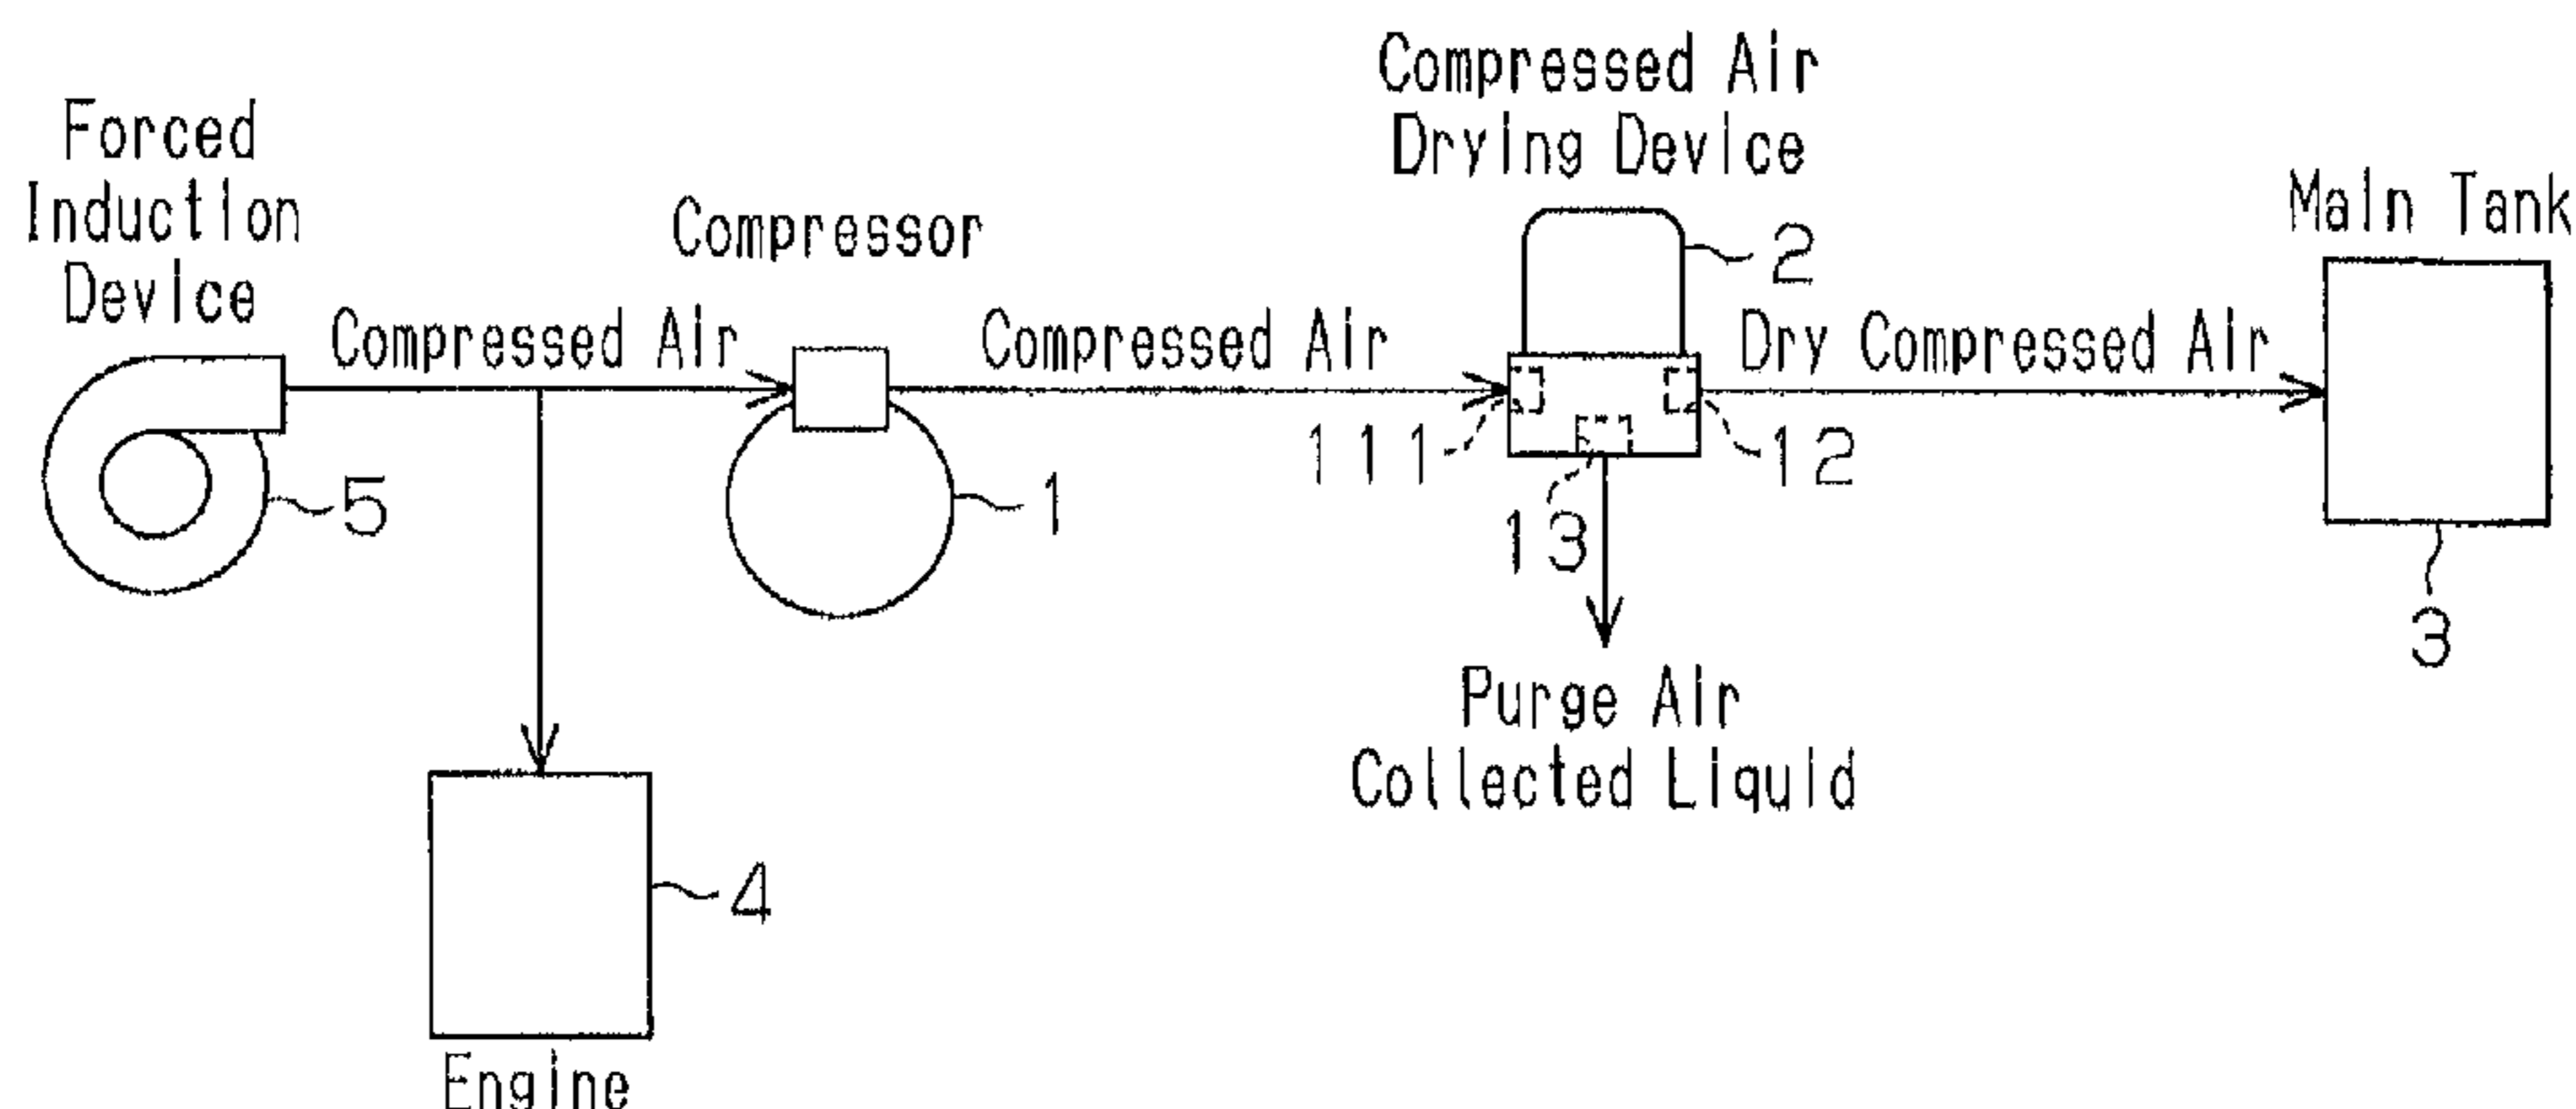 Forced
Induction
Device
Compressed Air
5
Compressor
1
Compressed Air
Compressed Air
Drying Device
2
111
12
13
Dry Compressed Air
Main Tank
3
Purge Air
Collected Liquid
4
Engine